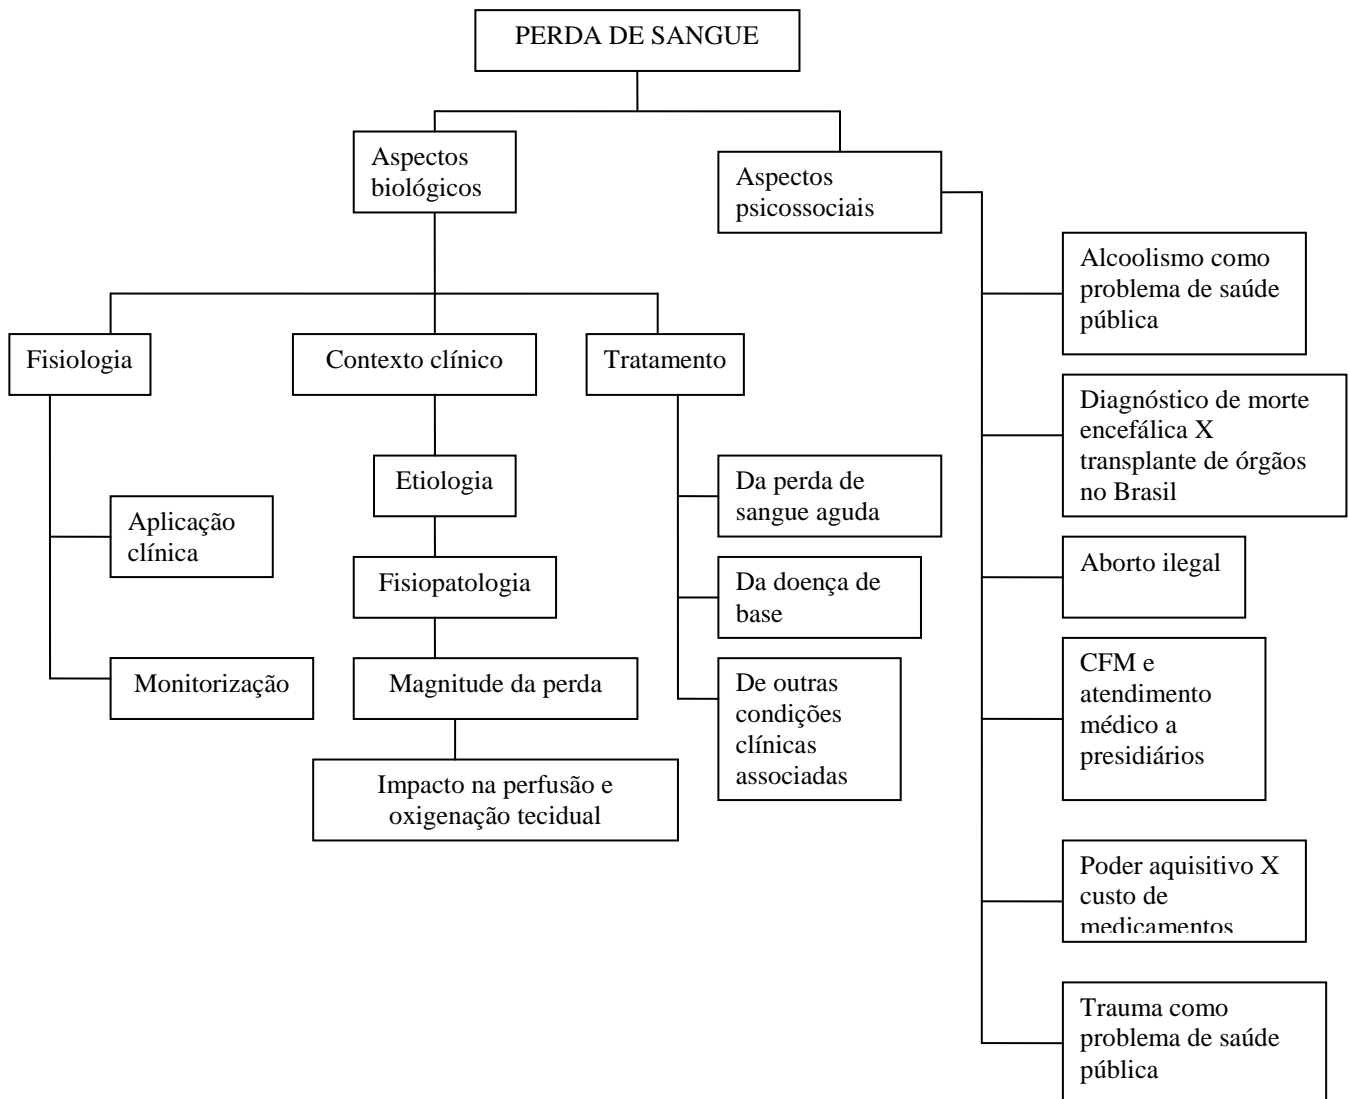 PERDA DE SANGUE
Aspectos
biológicos
Aspectos
psicossociais
Fisiologia
Contexto clínico
Tratamento
Aplicação
clínica
Monitorização
Etiologia
Fisiopatologia
Magnitude da perda
Impacto na perfusão e
oxigenação tecidual
Da perda de
sangue aguda
Da doença de
base
De outras
condições
clínicas
associadas
Alcoolismo como
problema de saúde
pública
Diagnóstico de morte
encefálica X
transplante de órgãos
no Brasil
Aborto ilegal
CFM e
atendimento
médico a
presidiários
Poder aquisitivo X
custo de
medicamentos
Trauma como
problema de saúde
pública